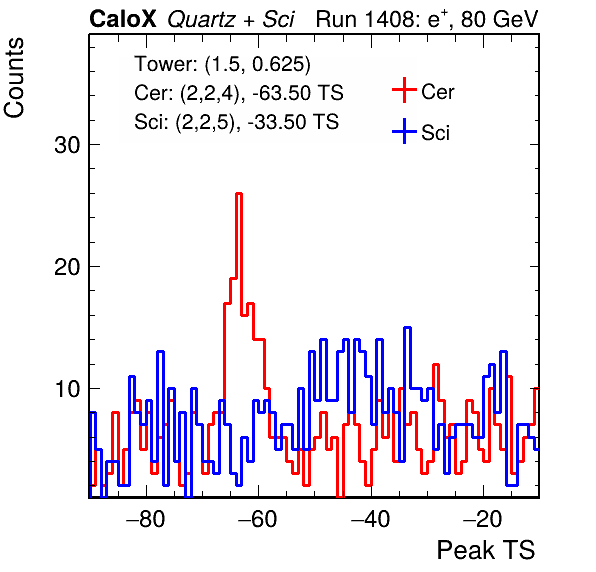 CaloX Quartz + Sci Run 1408: e⁺, 80 GeV
Counts
Tower: (1.5, 0.625)
Cer: (2,2,4), -63.50 TS
Sci: (2,2,5), -33.50 TS
Cer
Sci
30
20
10
−80 −60 −40 −20
Peak TS